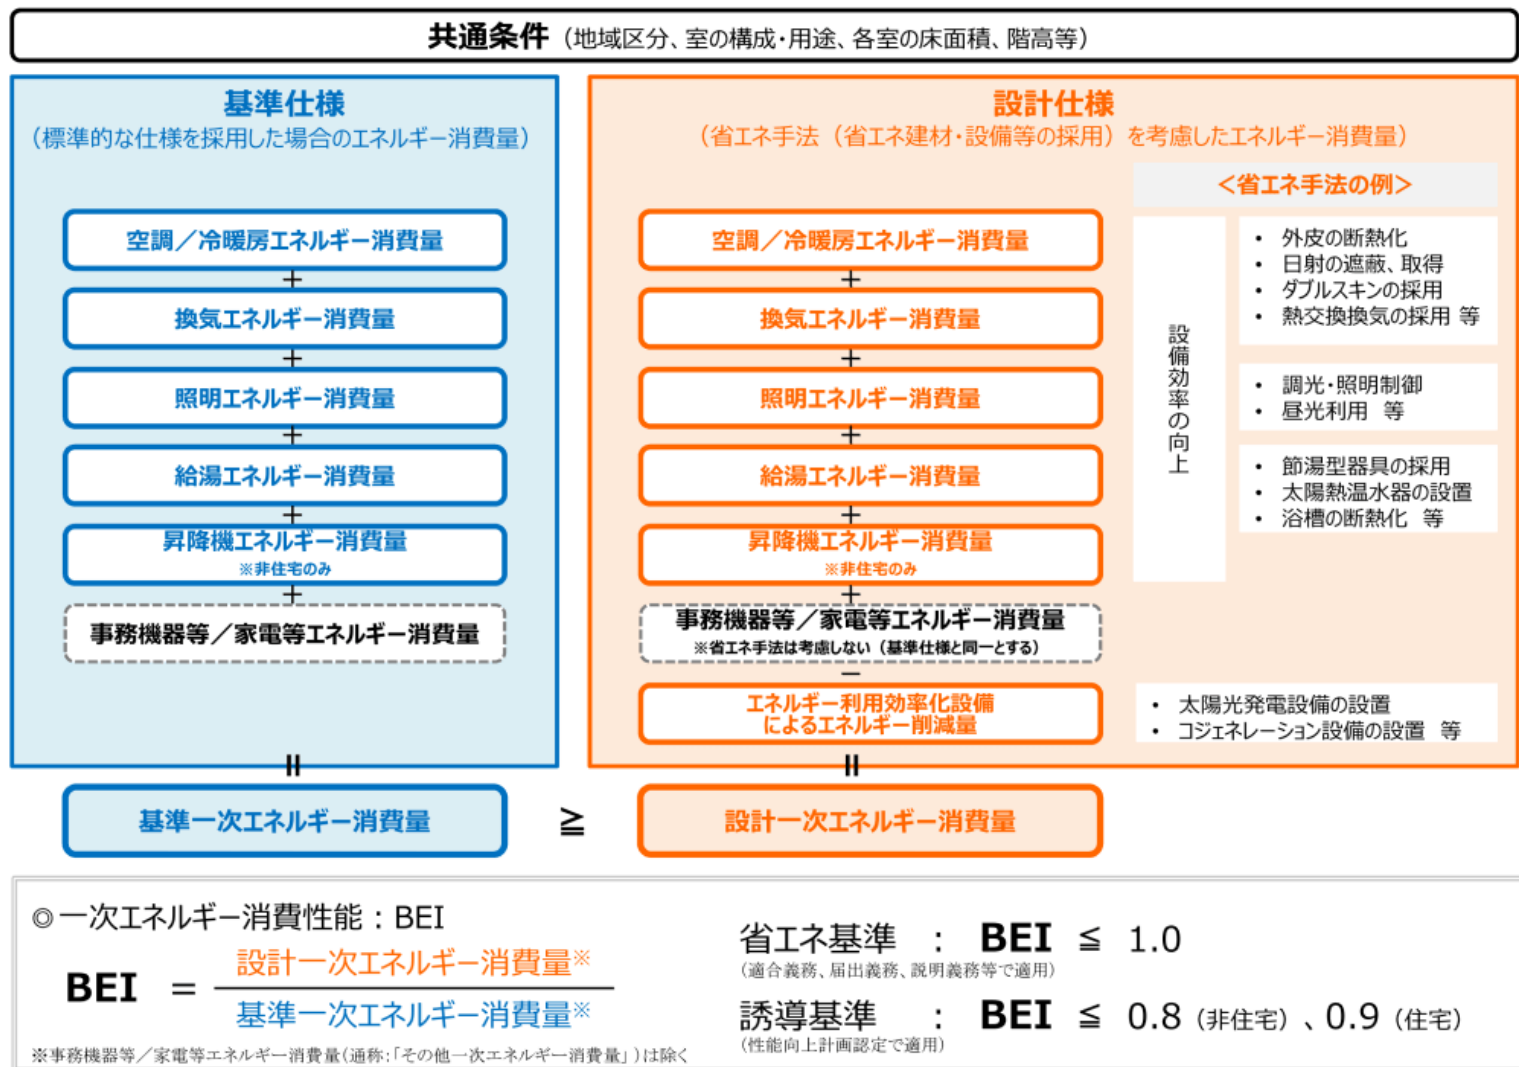 共通条件（地域区分、室の構成・用途、各室の床面積、階高等）
基準仕様
（標準的な仕様を採用した場合のエネルギー消費量）
空調／冷暖房エネルギー消費量
＋
換気エネルギー消費量
＋
照明エネルギー消費量
＋
給湯エネルギー消費量
＋
昇降機エネルギー消費量
※非住宅のみ
＋
事務機器等／家電等エネルギー消費量
＝
基準一次エネルギー消費量
≧
設計仕様
（省エネ手法（省エネ建材・設備等の採用）を考慮したエネルギー消費量）
空調／冷暖房エネルギー消費量
＋
換気エネルギー消費量
＋
照明エネルギー消費量
＋
給湯エネルギー消費量
＋
昇降機エネルギー消費量
※非住宅のみ
＋
事務機器等／家電等エネルギー消費量
※省エネ手法は考慮しない（基準仕様と同一とする）
－
エネルギー利用効率化設備
によるエネルギー削減量
＝
設計一次エネルギー消費量
＜省エネ手法の例＞
設備効率の向上
• 外皮の断熱化
• 日射の遮蔽、取得
• ダブルスキンの採用
• 熱交換換気の採用 等
• 調光・照明制御
• 昼光利用 等
• 節湯型器具の採用
• 太陽熱温水器の設置
• 浴槽の断熱化 等
• 太陽光発電設備の設置
• コジェネレーション設備の設置 等
◎一次エネルギー消費性能：BEI
BEI ＝ 設計一次エネルギー消費量※
基準一次エネルギー消費量※
※事務機器等／家電等エネルギー消費量（通称：「その他一次エネルギー消費量」）は除く
省エネ基準 ： BEI ≦ 1.0
（適合義務、届出義務、説明義務等で適用）
誘導基準 ： BEI ≦ 0.8（非住宅）、0.9（住宅）
（性能向上計画認定で適用）